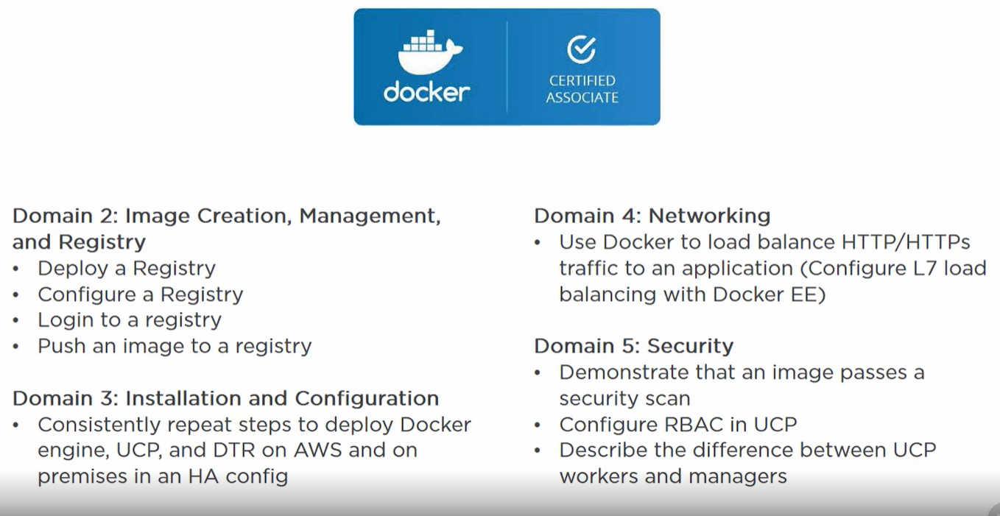 docker
CERTIFIED
ASSOCIATE
Domain 2: Image Creation, Management,
and Registry
• Deploy a Registry
• Configure a Registry
• Login to a registry
• Push an image to a registry
Domain 3: Installation and Configuration
• Consistently repeat steps to deploy Docker
engine, UCP, and DTR on AWS and on
premises in an HA config
Domain 4: Networking
• Use Docker to load balance HTTP/HTTPs
traffic to an application (Configure L7 load
balancing with Docker EE)
Domain 5: Security
• Demonstrate that an image passes a
security scan
• Configure RBAC in UCP
• Describe the difference between UCP
workers and managers